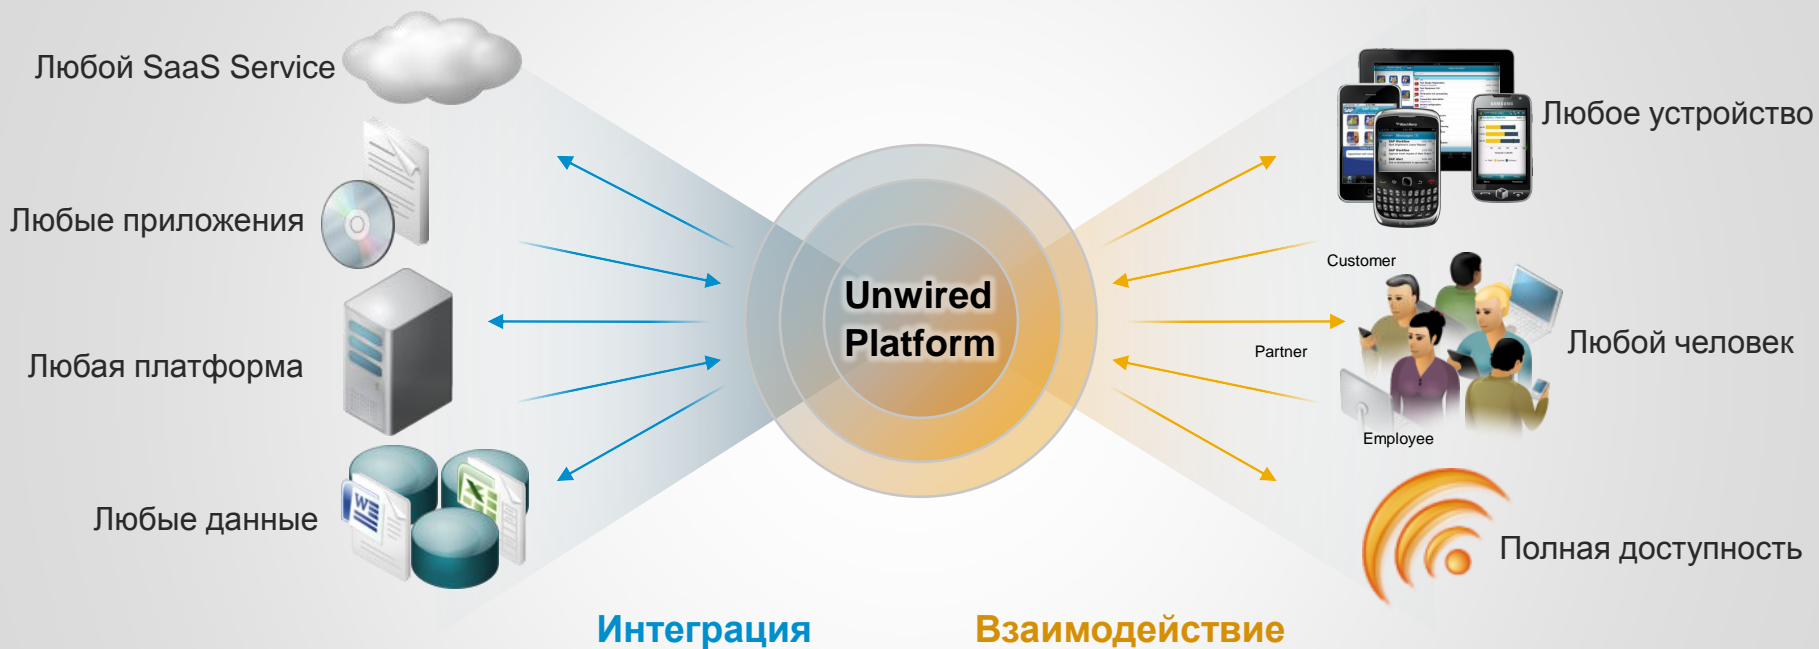 Любой SaaS Service
Любые приложения
Любая платформа
Любые данные
Unwired
Platform
Любое устройство
Customer
Partner
Employee
Любой человек
Полная доступность
Интеграция
Взаимодействие